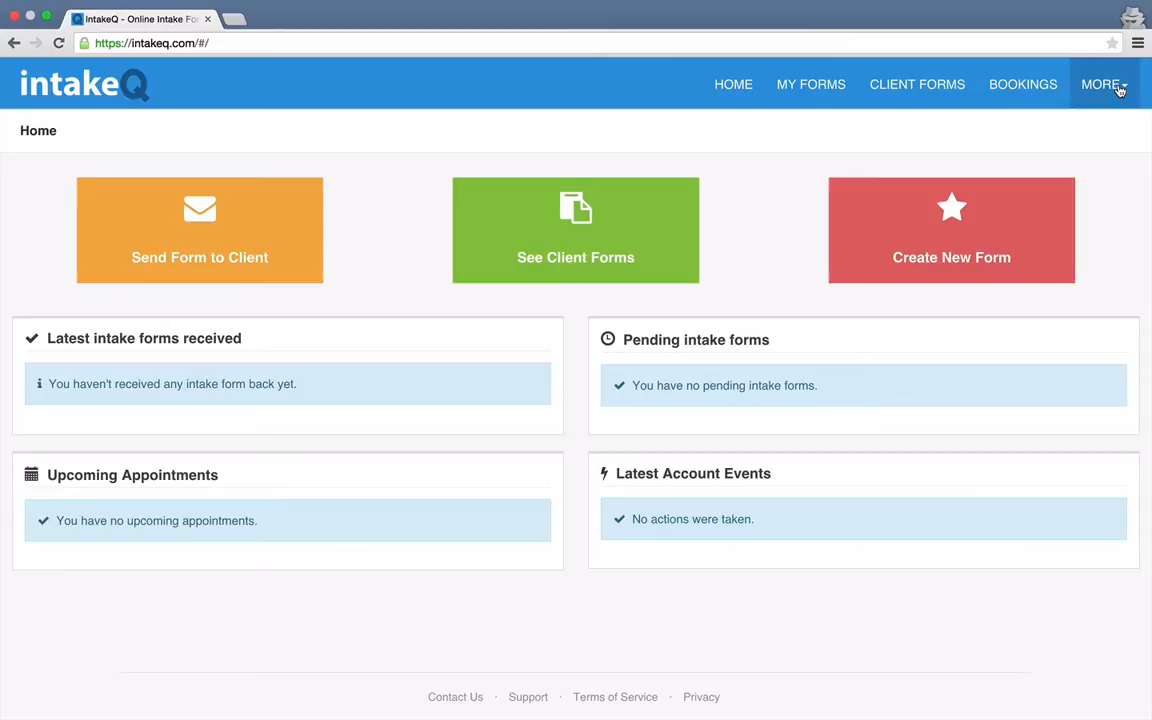 IntakeQ - Online Intake For
https://intakeq.com/#/
intakeQ
HOME MY FORMS CLIENT FORMS BOOKINGS MORE
Home
Send Form to Client
See Client Forms
Create New Form
Latest intake forms received
You haven't received any intake form back yet.
Pending intake forms
You have no pending intake forms.
Upcoming Appointments
You have no upcoming appointments.
Latest Account Events
No actions were taken.
Contact Us · Support · Terms of Service · Privacy